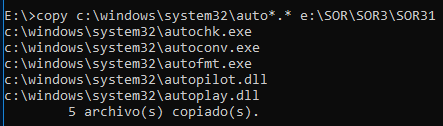 E:\>copy c:\windows\system32\auto*.* e:\SOR\SOR3\SOR31
c:\windows\system32\autochk.exe
c:\windows\system32\autoconv.exe
c:\windows\system32\autofmt.exe
c:\windows\system32\autopilot.dll
c:\windows\system32\autoplay.dll
        5 archivo(s) copiado(s).